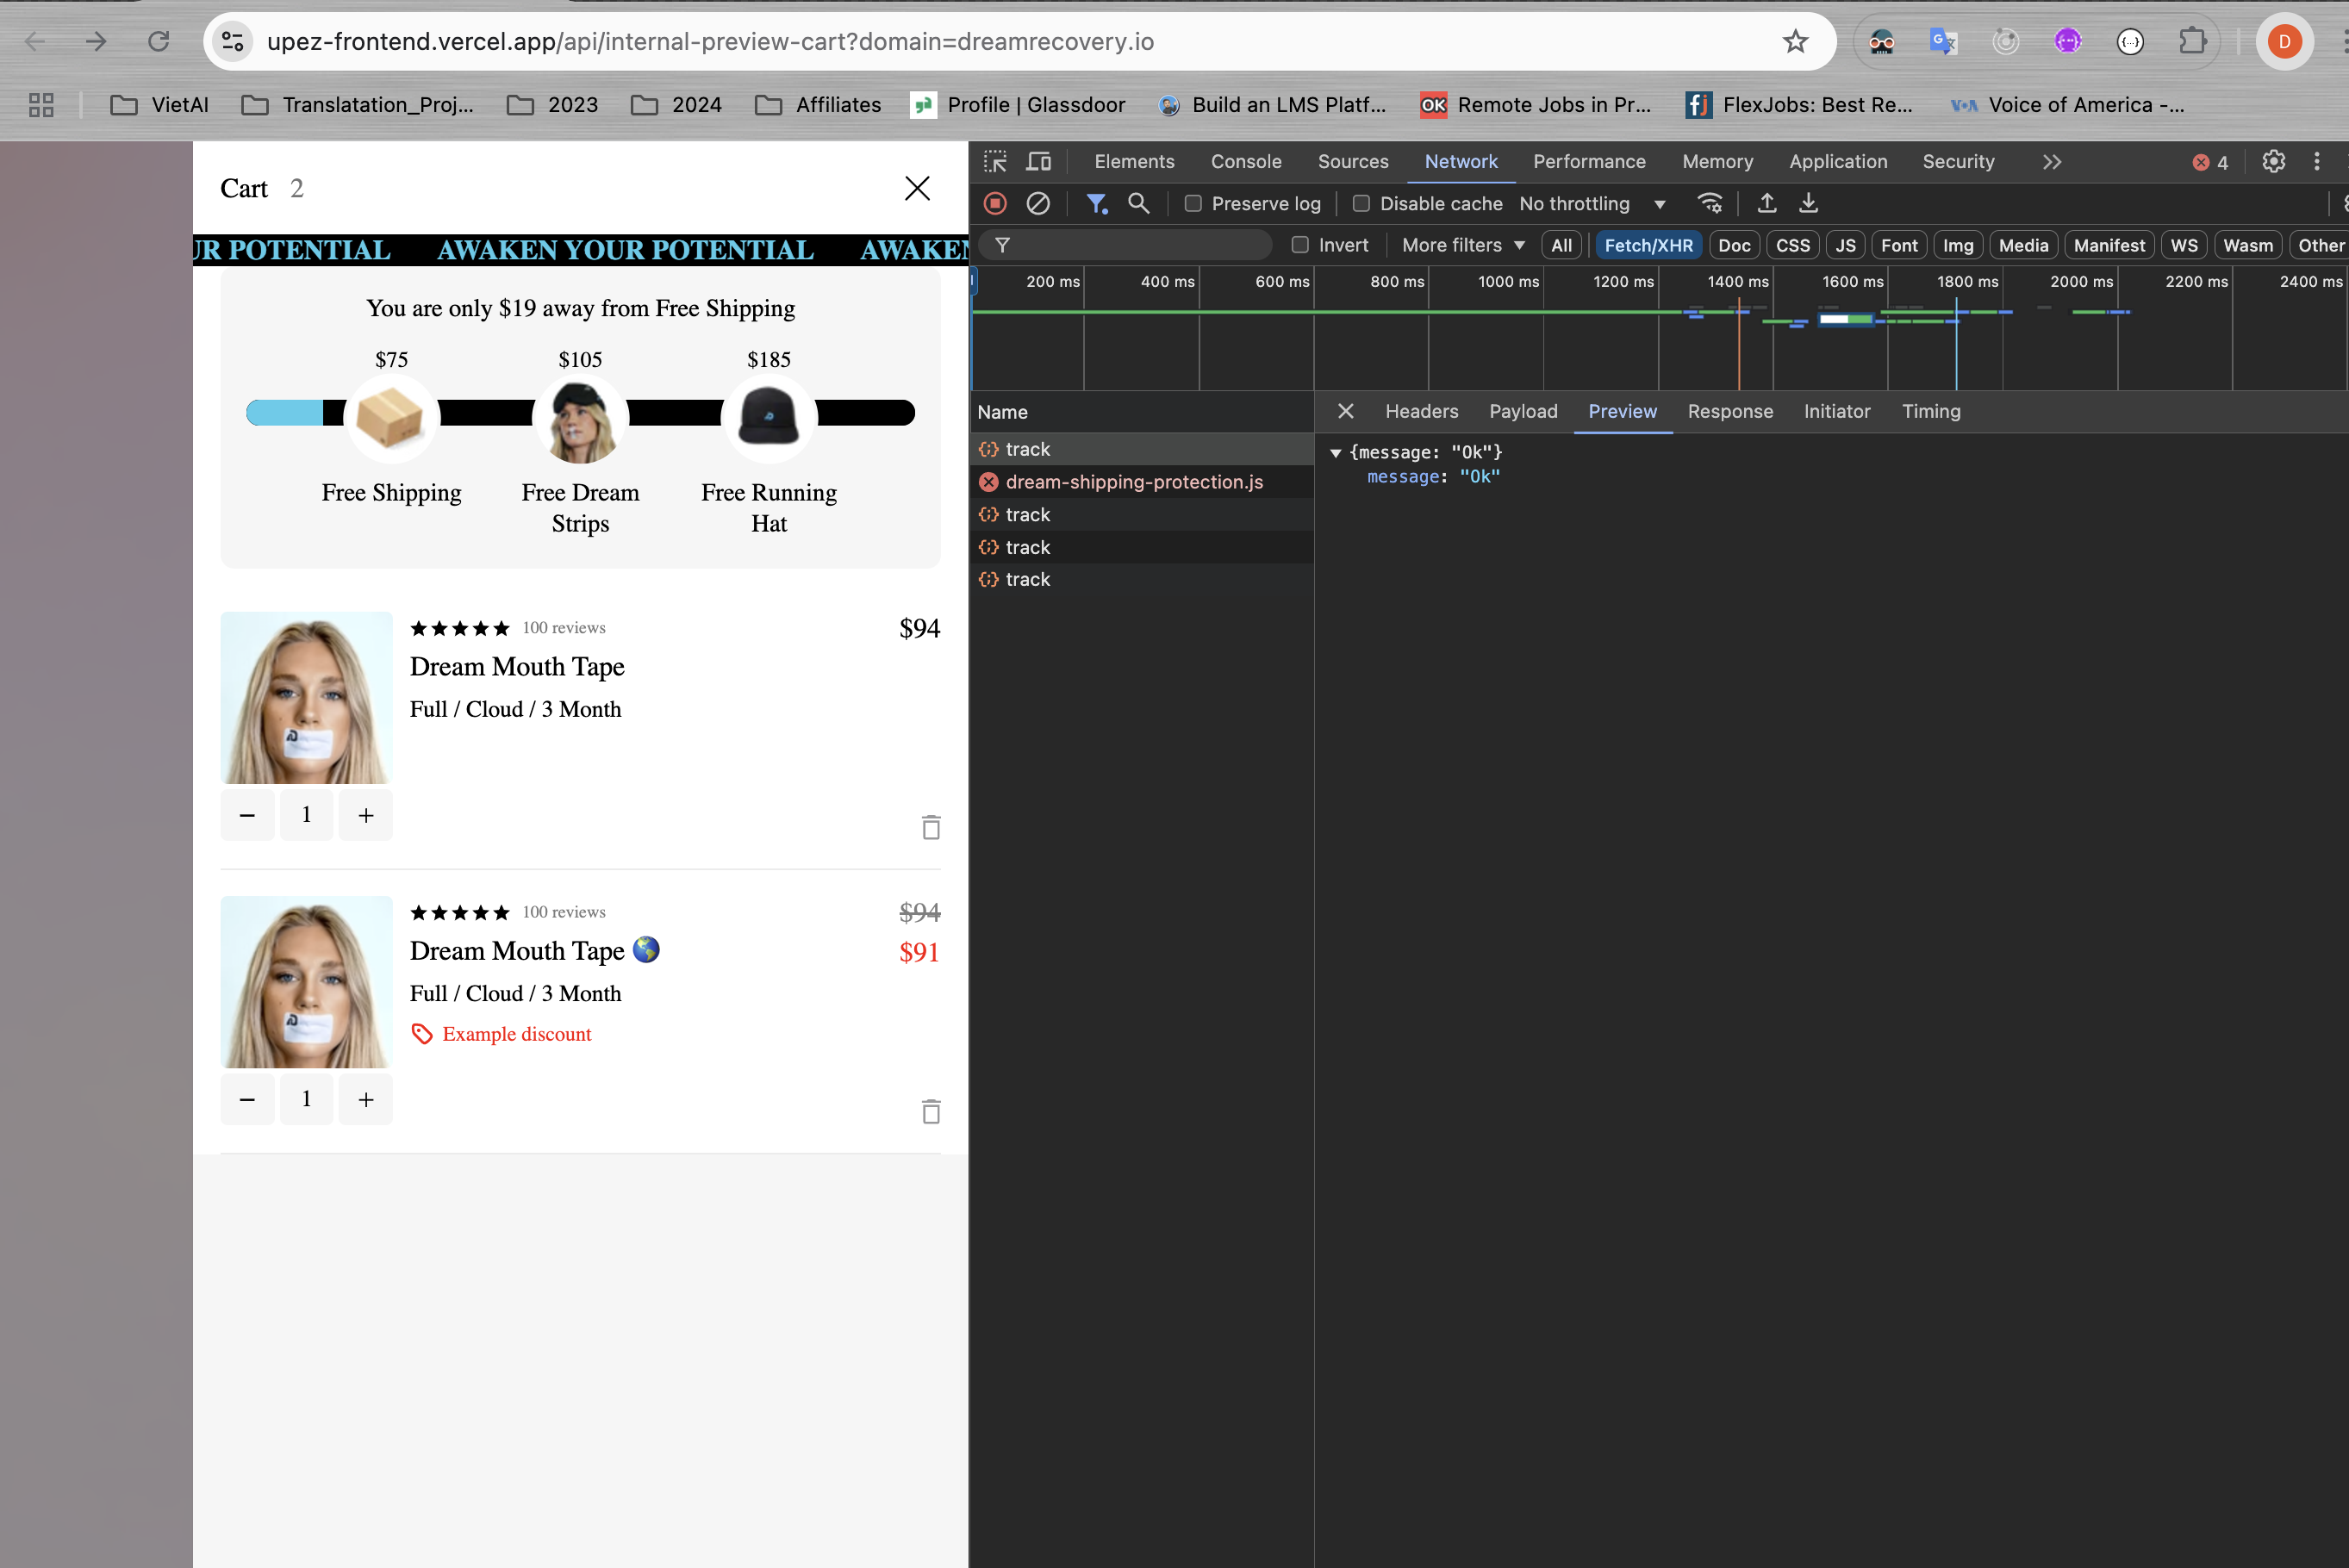 upez-frontend.vercel.app/api/internal-preview-cart?domain=dreamrecovery.io
D
VietAI
Translatation_Proj...
2023
2024
Affiliates
Profile | Glassdoor
Build an LMS Platf...
OK Remote Jobs in Pr...
fj FlexJobs: Best Re...
VOA Voice of America -...
Cart 2
UR POTENTIAL AWAKEN YOUR POTENTIAL AWAKEN
You are only $19 away from Free Shipping
$75 $105 $185
Free Shipping
Free Dream
Strips
Free Running
Hat
100 reviews
$94
Dream Mouth Tape
Full / Cloud / 3 Month
− 1 +
100 reviews
$94
Dream Mouth Tape 🌎
$91
Full / Cloud / 3 Month
Example discount
− 1 +
Elements Console Sources Network Performance Memory Application Security 4
Preserve log Disable cache No throttling
Invert More filters All Fetch/XHR Doc CSS JS Font Img Media Manifest WS Wasm Other
200 ms 400 ms 600 ms 800 ms 1000 ms 1200 ms 1400 ms 1600 ms 1800 ms 2000 ms 2200 ms 2400 ms
Name
track
dream-shipping-protection.js
track
track
track
Headers Payload Preview Response Initiator Timing
{message: "Ok"}
message: "Ok"